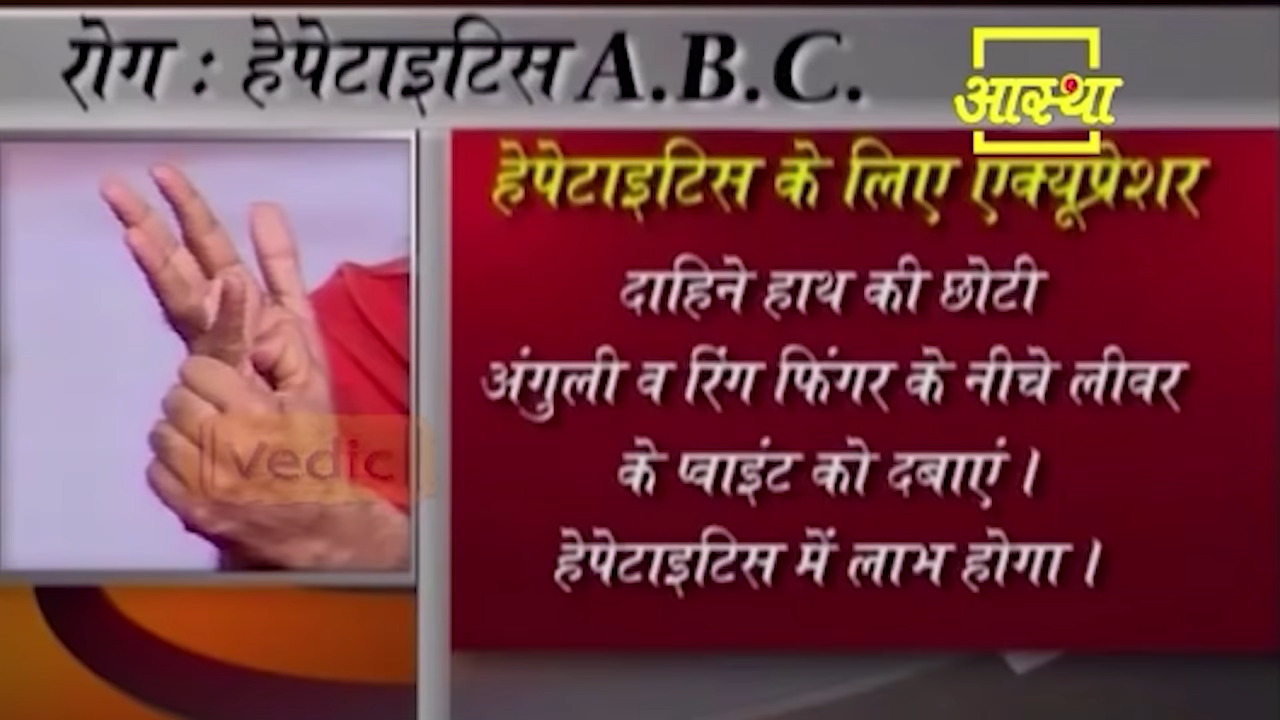 रोग : हेपेटाइटिस A.B.C.
आस्था
हेपेटाइटिस के लिए एक्यूप्रेशर
दाहिने हाथ की छोटी
अंगुली व रिंग फिंगर के नीचे लीवर
के प्वाइंट को दबाएं ।
हेपेटाइटिस में लाभ होगा ।
vedic